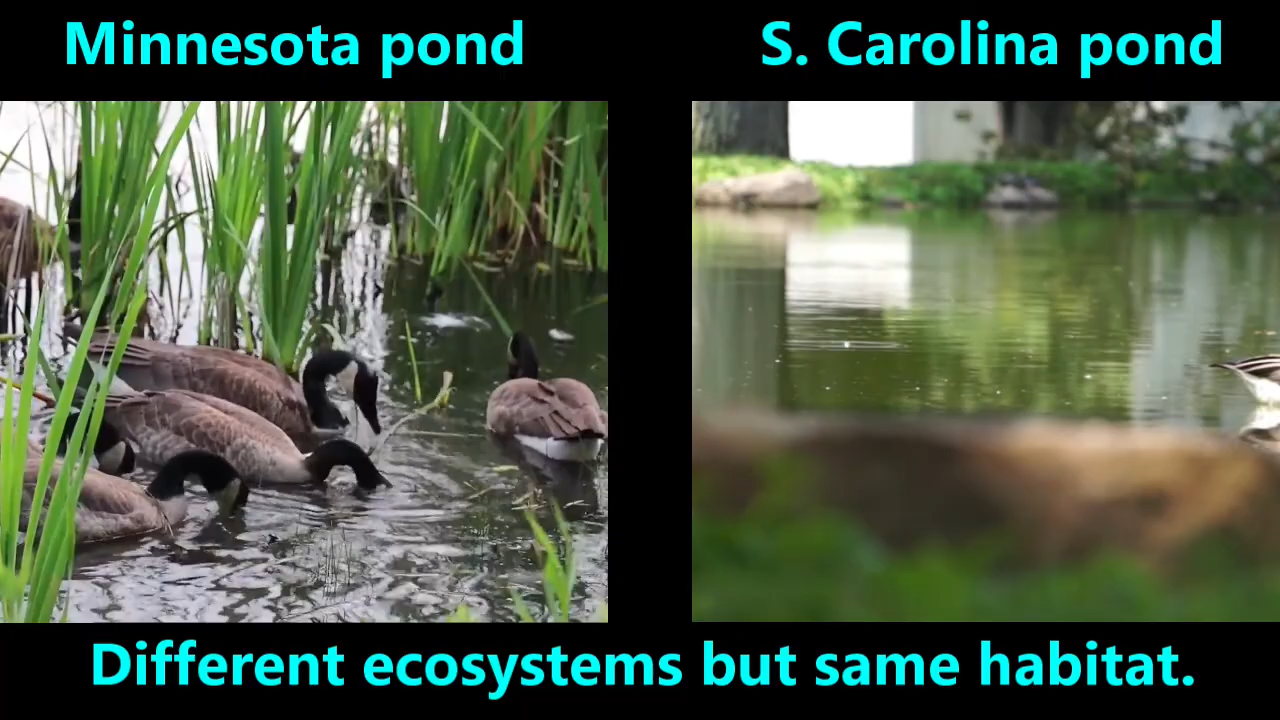 Minnesota pond
S. Carolina pond
Different ecosystems but same habitat.